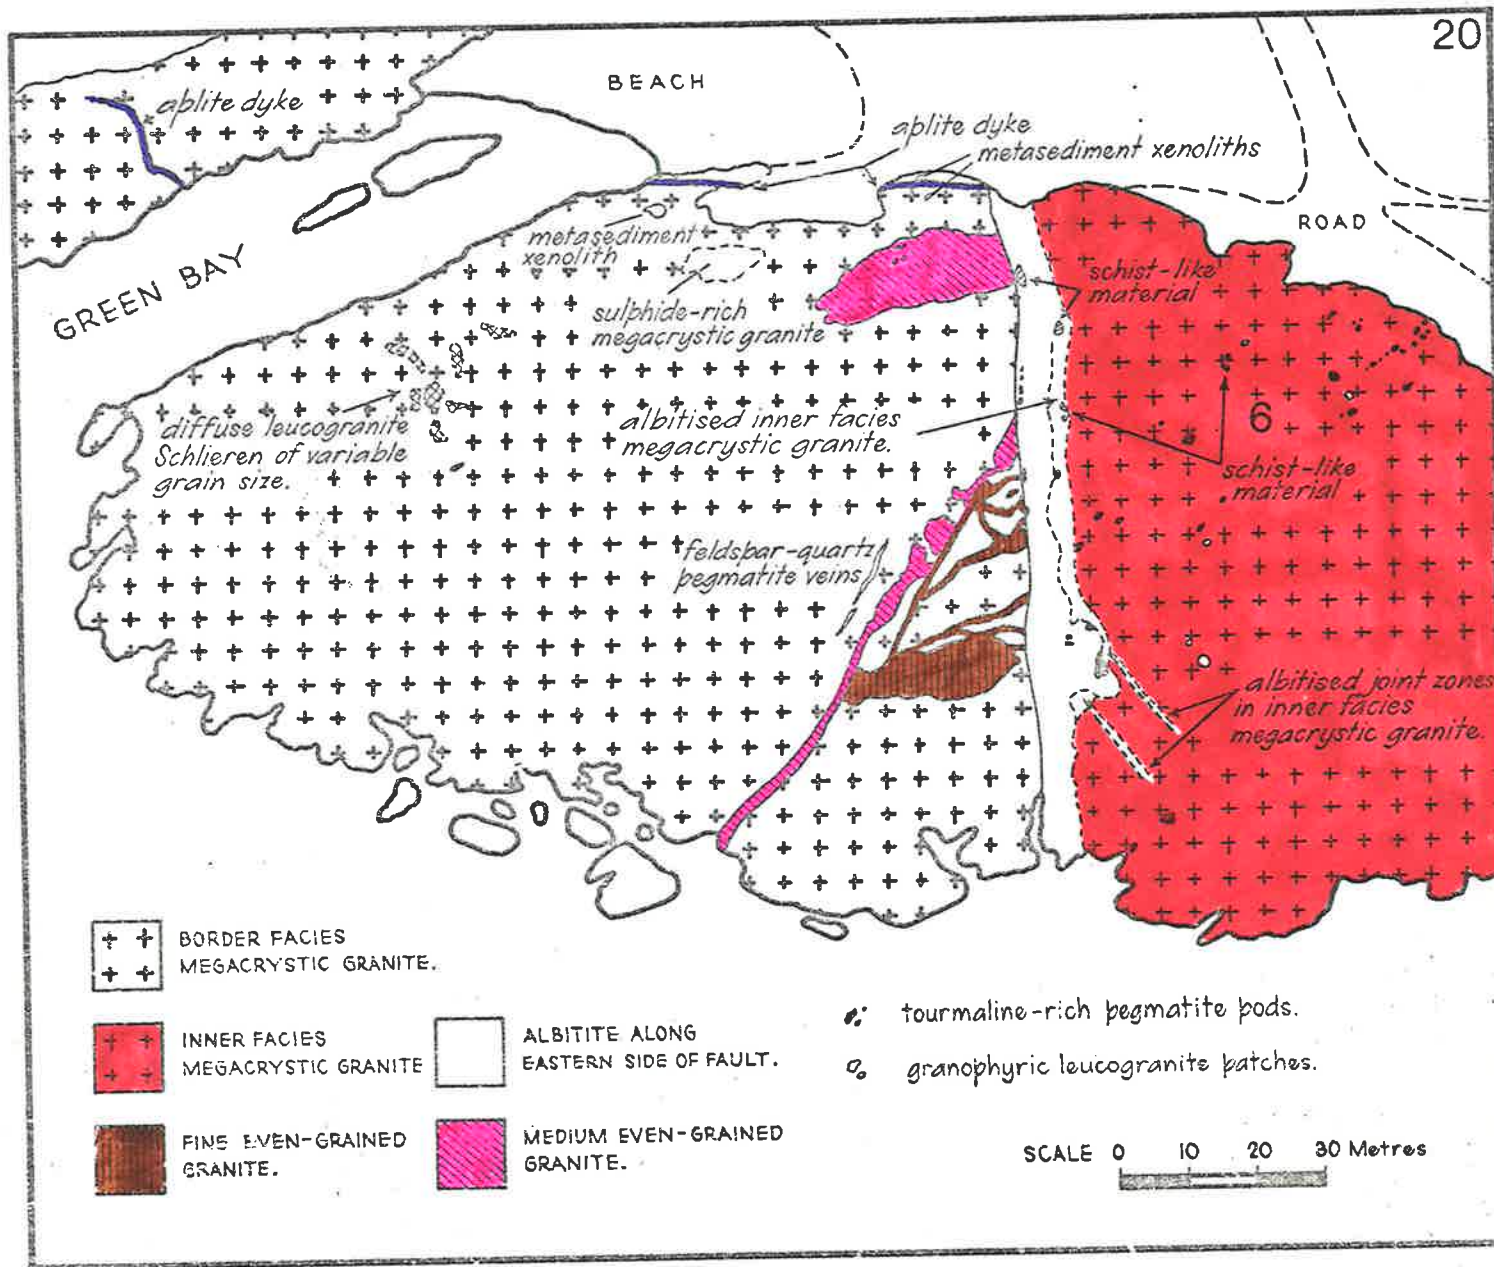 20
BEACH
aplite dyke
aplite dyke
metasediment xenoliths
ROAD
metasediment
xenolith
GREEN BAY
schist-like
material
sulphide-rich
megacrystic granite
diffuse leucogranite
Schlieren of variable
grain size.
albitised inner facies
megacrystic granite.
6
schist-like
material
feldspar-quartz
pegmatite veins
albitised joint zones
in inner facies
megacrystic granite.
BORDER FACIES
MEGACRYSTIC GRANITE.
INNER FACIES
MEGACRYSTIC GRANITE
ALBITITE ALONG
EASTERN SIDE OF FAULT.
tourmaline-rich pegmatite pods.
granophyric leucogranite patches.
FINE EVEN-GRAINED
GRANITE.
MEDIUM EVEN-GRAINED
GRANITE.
SCALE 0 10 20 30 Metres